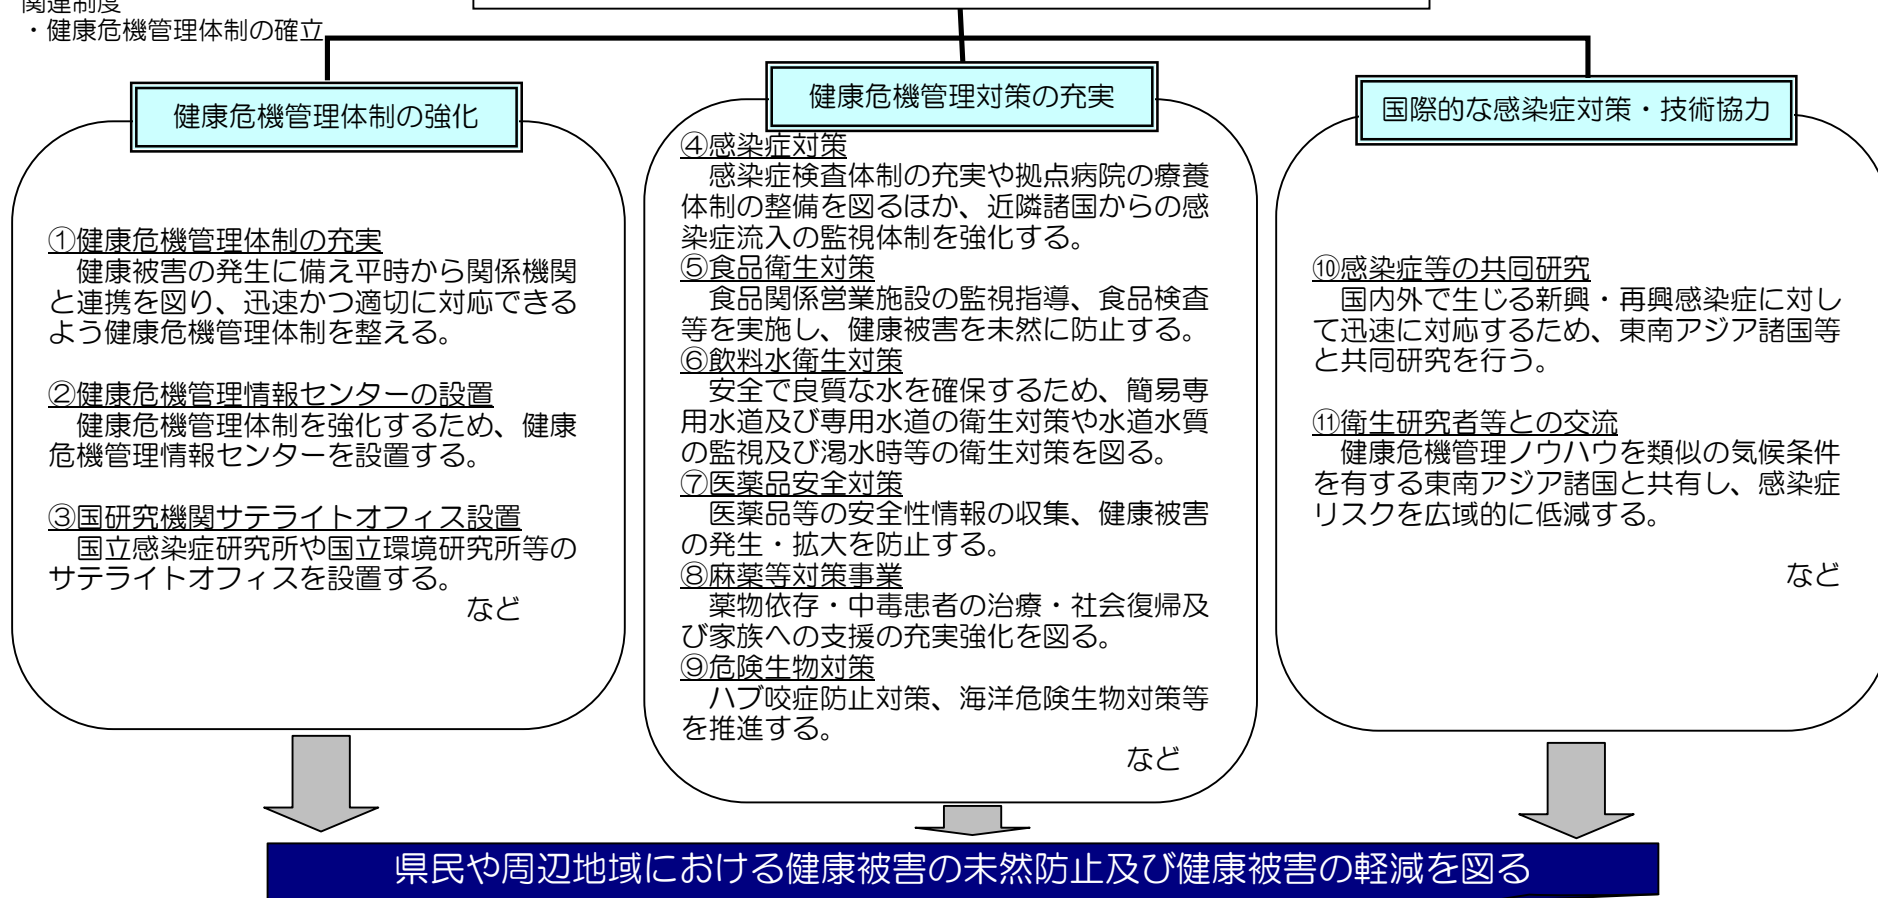 関連制度
・健康危機管理体制の確立
健康危機管理体制の強化
①健康危機管理体制の充実
健康被害の発生に備え平時から関係機関
と連携を図り、迅速かつ適切に対応できる
よう健康危機管理体制を整える。
②健康危機管理情報センターの設置
健康危機管理体制を強化するため、健康
危機管理情報センターを設置する。
③国研究機関サテライトオフィス設置
国立感染症研究所や国立環境研究所等の
サテライトオフィスを設置する。
など
健康危機管理対策の充実
④感染症対策
感染症検査体制の充実や拠点病院の療養
体制の整備を図るほか、近隣諸国からの感
染症流入の監視体制を強化する。
⑤食品衛生対策
食品関係営業施設の監視指導、食品検査
等を実施し、健康被害を未然に防止する。
⑥飲料水衛生対策
安全で良質な水を確保するため、簡易専
用水道及び専用水道の衛生対策や水道水質
の監視及び渇水時等の衛生対策を図る。
⑦医薬品安全対策
医薬品等の安全性情報の収集、健康被害
の発生・拡大を防止する。
⑧麻薬等対策事業
薬物依存・中毒患者の治療・社会復帰及
び家族への支援の充実強化を図る。
⑨危険生物対策
ハブ咬症防止対策、海洋危険生物対策等
を推進する。
など
国際的な感染症対策・技術協力
⑩感染症等の共同研究
国内外で生じる新興・再興感染症に対し
て迅速に対応するため、東南アジア諸国等
と共同研究を行う。
⑪衛生研究者等との交流
健康危機管理ノウハウを類似の気候条件
を有する東南アジア諸国と共有し、感染症
リスクを広域的に低減する。
など
県民や周辺地域における健康被害の未然防止及び健康被害の軽減を図る